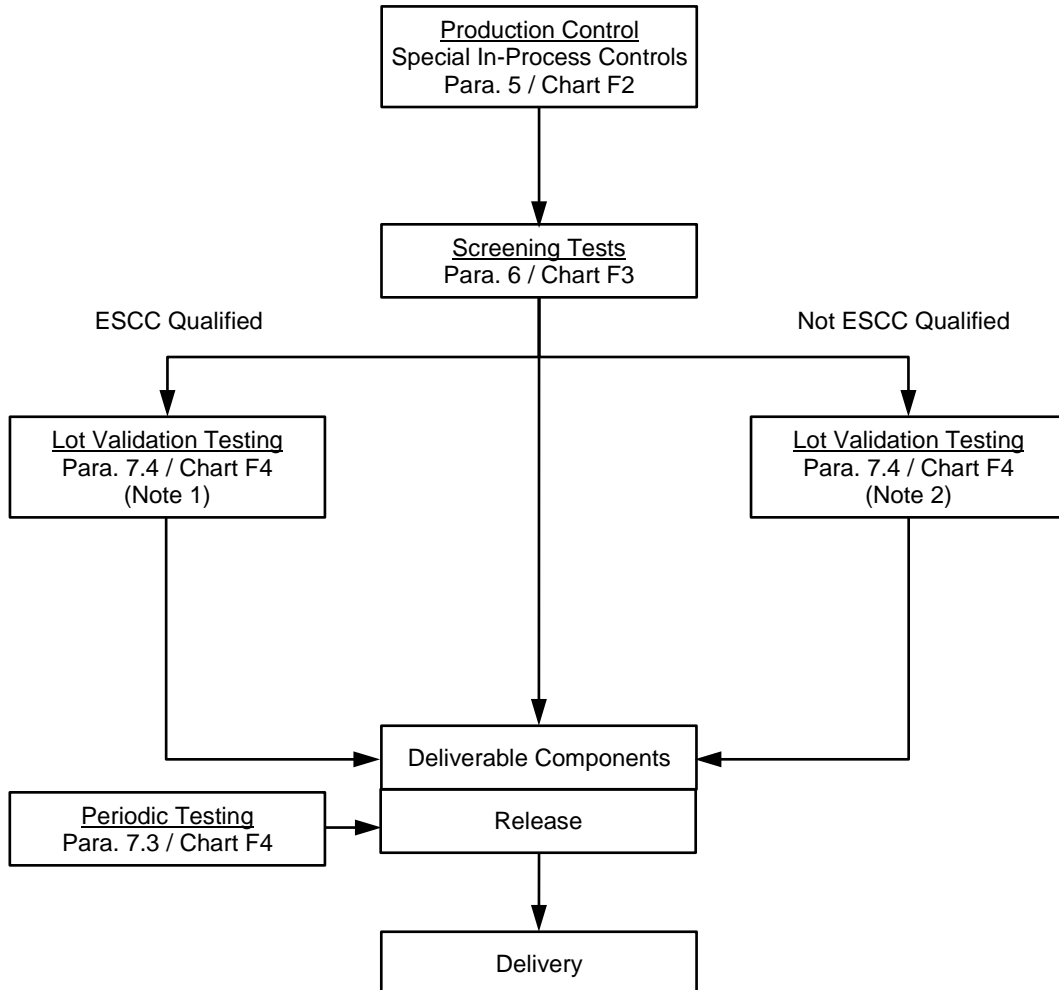 Production Control
Special In-Process Controls
Para. 5 / Chart F2
Screening Tests
Para. 6 / Chart F3
ESCC Qualified
Not ESCC Qualified
Lot Validation Testing
Para. 7.4 / Chart F4
(Note 1)
Lot Validation Testing
Para. 7.4 / Chart F4
(Note 2)
Deliverable Components
Periodic Testing
Para. 7.3 / Chart F4
Release
Delivery